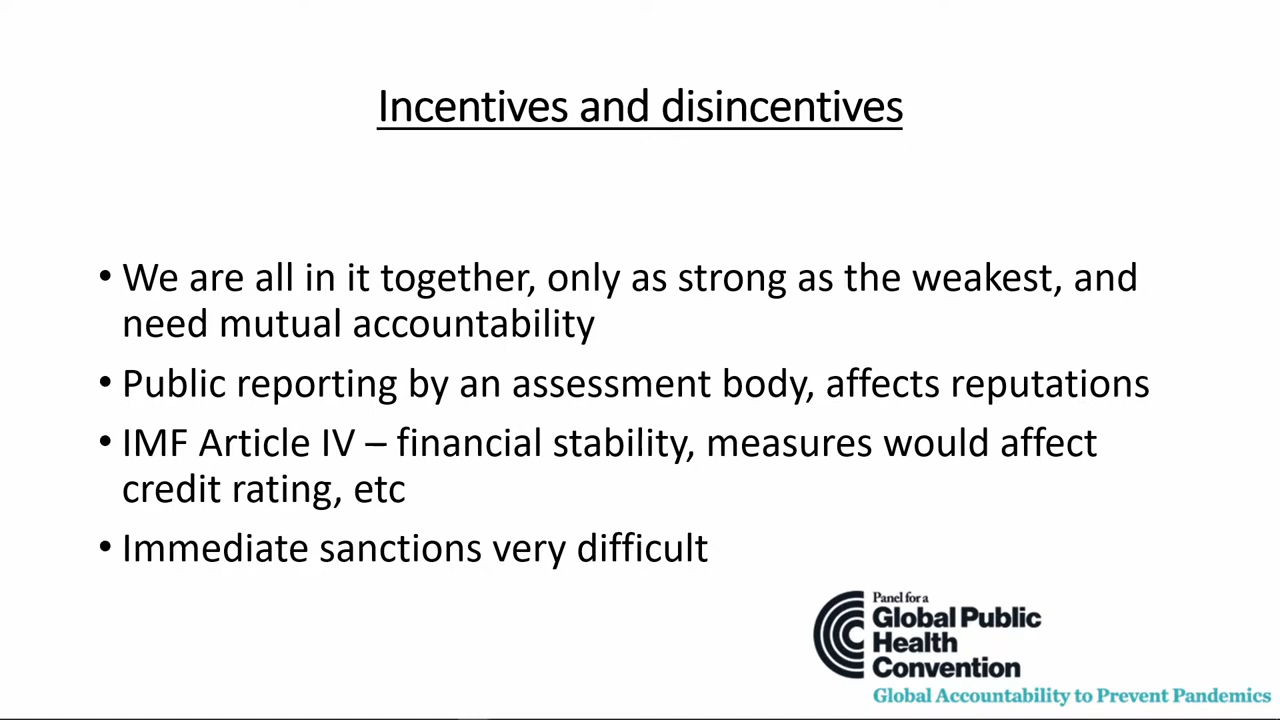 Incentives and disincentives
• We are all in it together, only as strong as the weakest, and
need mutual accountability
• Public reporting by an assessment body, affects reputations
• IMF Article IV – financial stability, measures would affect
credit rating, etc
• Immediate sanctions very difficult
Panel for a
Global Public
Health
Convention
Global Accountability to Prevent Pandemics